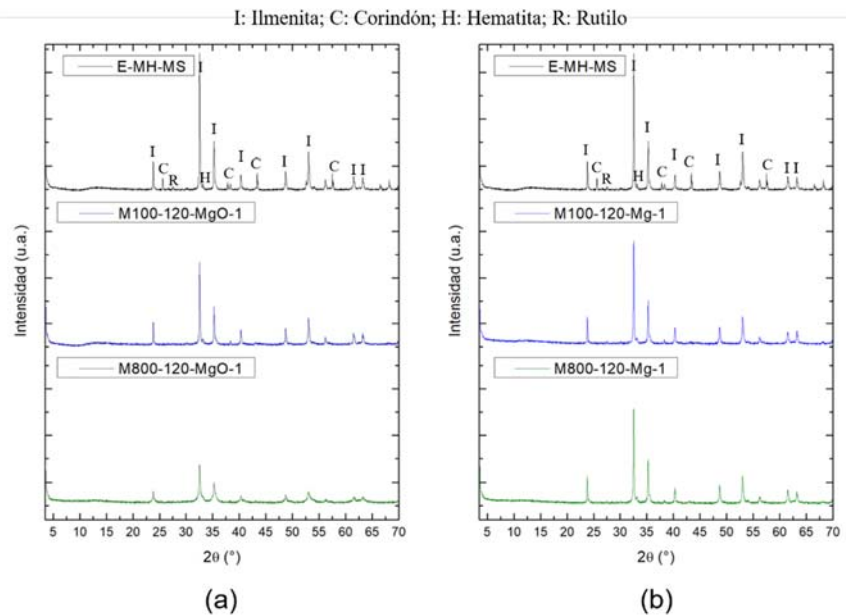 I: Ilmenita; C: Corindón; H: Hematita; R: Rutilo
E-MH-MS
I
I
I
I
I
I
I I
C
R
H
C
C
C
M100-120-MgO-1
M800-120-MgO-1
Intensidad (u.a.)
5 10 15 20 25 30 35 40 45 50 55 60 65 70
2θ (°)
(a)
E-MH-MS
I
I
I
I
I
I
I I
C
R
H
C
C
C
M100-120-Mg-1
M800-120-Mg-1
Intensidad (u.a.)
5 10 15 20 25 30 35 40 45 50 55 60 65 70
2θ (°)
(b)